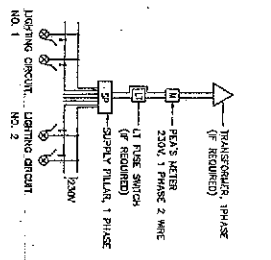 TRANSFORMER, 1PHASE
(IF REQUIRED)
M
PEA'S METER
230V, 1 PHASE 2 WIRE
LT FUSE SWITCH
(IF REQUIRED)
SP
SUPPLY PILLAR, 1 PHASE
230V
LIGHTING CIRCUIT
NO. 1
LIGHTING CIRCUIT
NO. 2